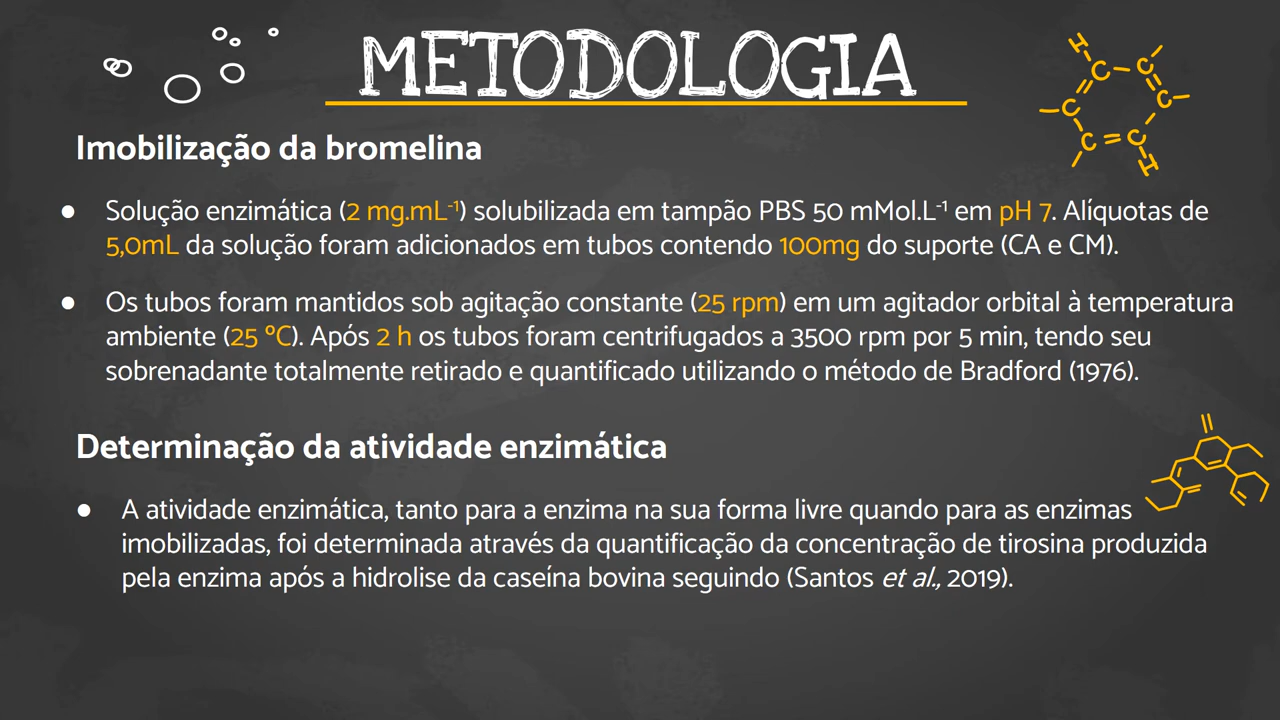 METODOLOGIA
Imobilização da bromelina
● Solução enzimática (2 mg.mL⁻¹) solubilizada em tampão PBS 50 mMol.L⁻¹ em pH 7. Alíquotas de
5,0mL da solução foram adicionados em tubos contendo 100mg do suporte (CA e CM).
● Os tubos foram mantidos sob agitação constante (25 rpm) em um agitador orbital à temperatura
ambiente (25 ºC). Após 2 h os tubos foram centrifugados a 3500 rpm por 5 min, tendo seu
sobrenadante totalmente retirado e quantificado utilizando o método de Bradford (1976).
Determinação da atividade enzimática
● A atividade enzimática, tanto para a enzima na sua forma livre quando para as enzimas
imobilizadas, foi determinada através da quantificação da concentração de tirosina produzida
pela enzima após a hidrolise da caseína bovina seguindo (Santos et al., 2019).
H
C
C
C
C
C
C
H